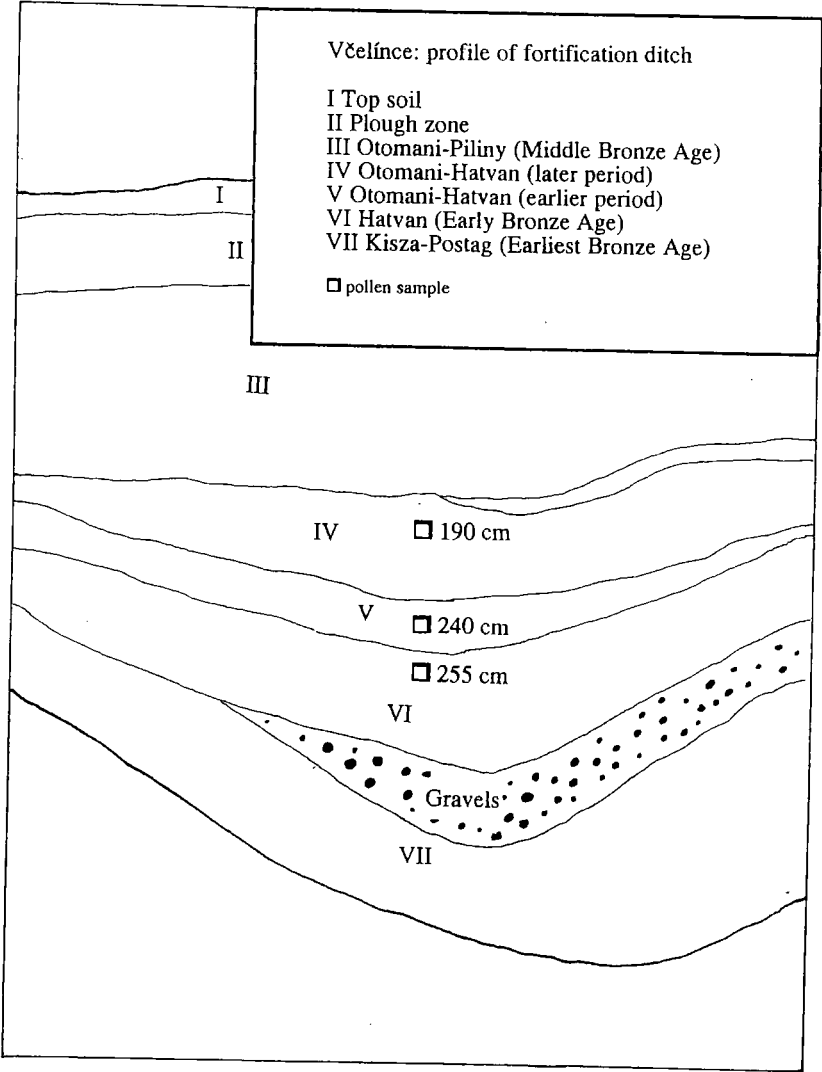 Včelínce: profile of fortification ditch
I Top soil
II Plough zone
III Otomani-Piliny (Middle Bronze Age)
IV Otomani-Hatvan (later period)
V Otomani-Hatvan (earlier period)
VI Hatvan (Early Bronze Age)
VII Kisza-Postag (Earliest Bronze Age)
pollen sample
I
II
III
IV
190 cm
V
240 cm
255 cm
VI
Gravels
VII